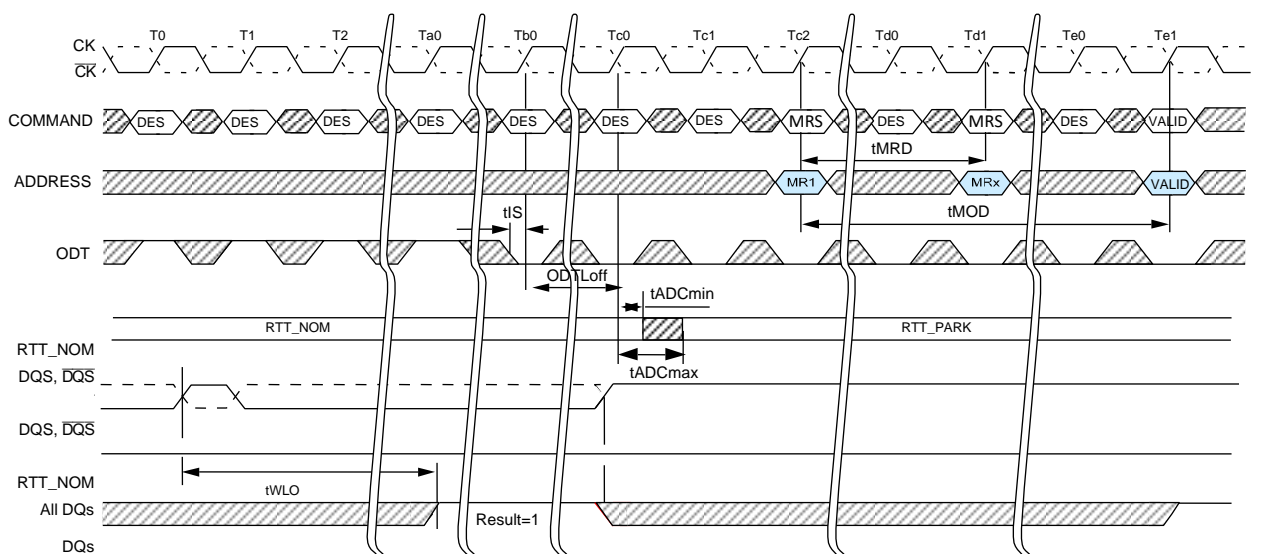 T0 T1 T2 Ta0 Tb0 Tc0 Tc1 Tc2 Td0 Td1 Te0 Te1
CK
CK
COMMAND DES DES DES DES DES DES DES MRS DES MRS DES VALID
tMRD
ADDRESS MR1 MRx VALID
tIS tMOD
ODT
ODTLoff
tADCmin
RTT_NOM RTT_PARK
RTT_NOM
tADCmax
DQS, DQS
DQS, DQS
RTT_NOM
tWLO
All DQs
Result=1
DQs